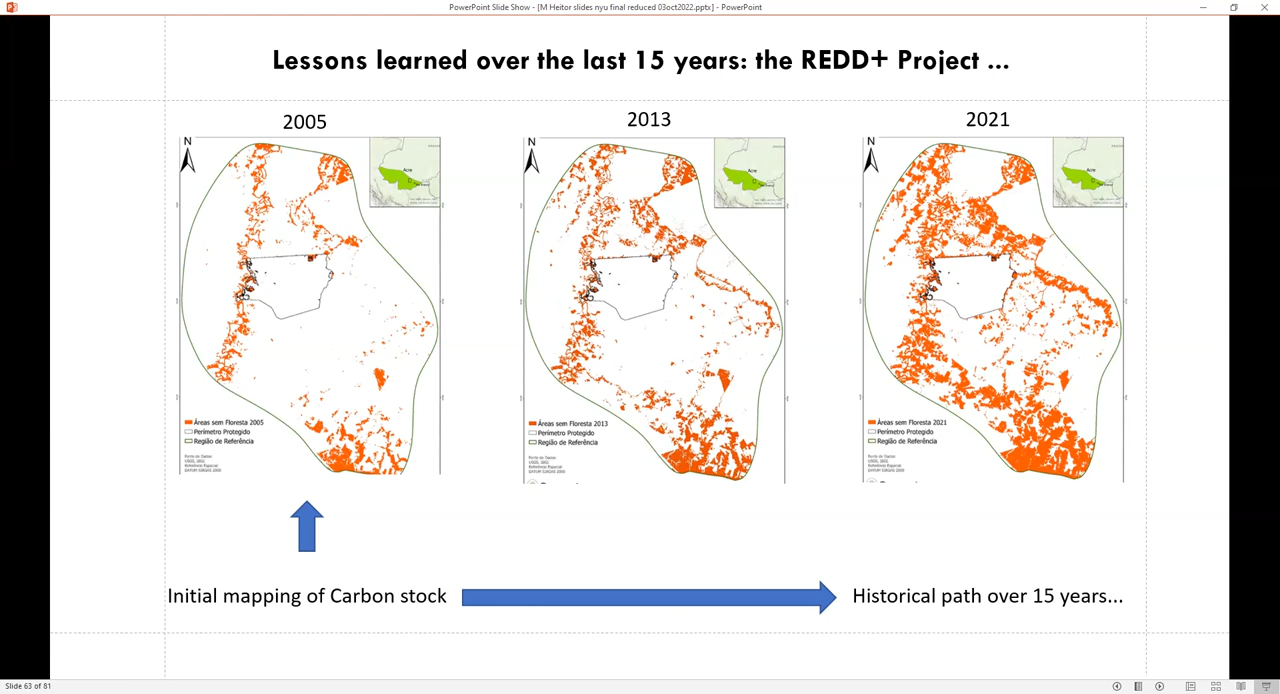 PowerPoint Slide Show - [M Heitor slides nyu final reduced 03oct2022.pptx] - PowerPoint
Lessons learned over the last 15 years: the REDD+ Project ...
2005
2013
2021
N
Acre
N
Acre
N
Acre
Áreas sem Floresta 2005
Perímetro Protegido
Região de Referência
Áreas sem Floresta 2013
Perímetro Protegido
Região de Referência
Áreas sem Floresta 2021
Perímetro Protegido
Região de Referência
Initial mapping of Carbon stock
Historical path over 15 years...
Slide 63 of 81